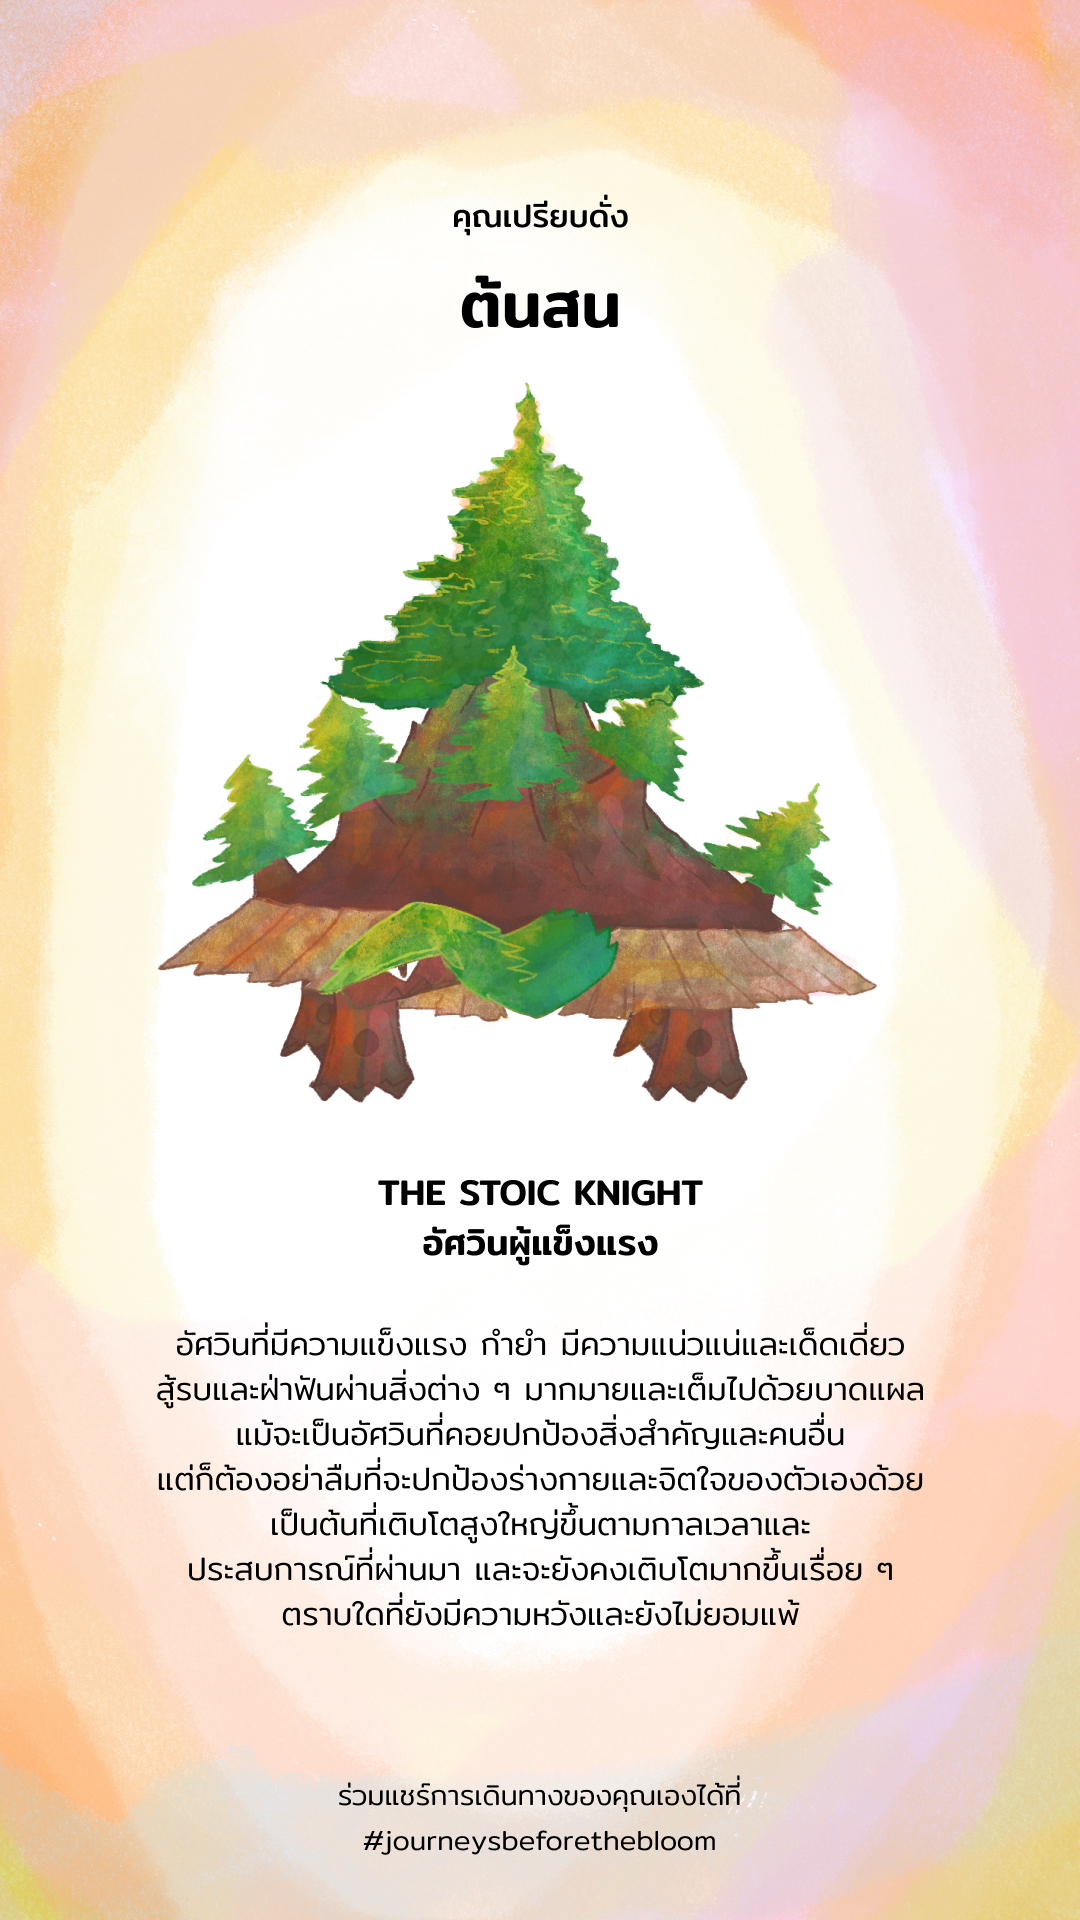 คุณเปรียบดั่ง
ต้นสน
THE STOIC KNIGHT
อัศวินผู้แข็งแรง
อัศวินที่มีความแข็งแรง กำยำ มีความแน่วแน่และเด็ดเดี่ยว
สู้รบและฝ่าฟันผ่านสิ่งต่าง ๆ มากมายและเต็มไปด้วยบาดแผล
แม้จะเป็นอัศวินที่คอยปกป้องสิ่งสำคัญและคนอื่น
แต่ก็ต้องอย่าลืมที่จะปกป้องร่างกายและจิตใจของตัวเองด้วย
เป็นต้นที่เติบโตสูงใหญ่ขึ้นตามกาลเวลาและ
ประสบการณ์ที่ผ่านมา และจะยังคงเติบโตมากขึ้นเรื่อย ๆ
ตราบใดที่ยังมีความหวังและยังไม่ยอมแพ้
ร่วมแชร์การเดินทางของคุณเองได้ที่
#journeysbeforethebloom